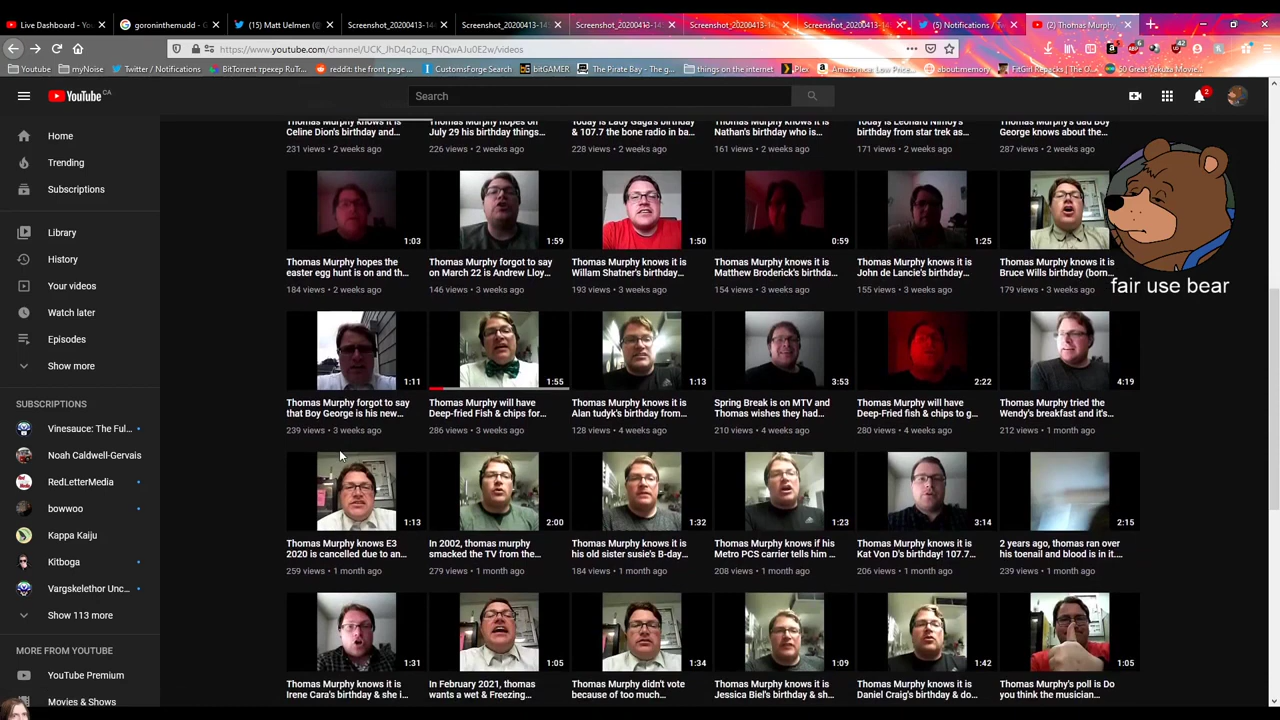 Live Dashboard - You
goroninthemudd - G
(15) Matt Uelmen (@
Screenshot_20200413-14
Screenshot_20200413-14
Screenshot_20200413-14
Screenshot_20200413-14
Screenshot_20200413-14
(5) Notifications / Tw
(2) Thomas Murphy
https://www.youtube.com/channel/UCK_JhD4q2uq_FNQwAJu0E2w/videos
Youtube
myNoise
Twitter / Notifications
BitTorrent трекер RuTr...
reddit: the front page ...
CustomsForge Search
bitGAMER
The Pirate Bay - The g...
things on the internet
Plex
Amazon.ca: Low Price...
about:memory
FitGirl Repacks | The O...
50 Great Yakuza Movie...
YouTube CA
Search
2
Home
Trending
Subscriptions
Library
History
Your videos
Watch later
Episodes
Show more
SUBSCRIPTIONS
Vinesauce: The Ful...
Noah Caldwell-Gervais
RedLetterMedia
bowwoo
Kappa Kaiju
Kitboga
Vargskelethor Unc...
Show 113 more
MORE FROM YOUTUBE
YouTube Premium
Movies & Shows
Thomas Murphy knows it is
Celine Dion's birthday and...
231 views • 2 weeks ago
Thomas Murphy hopes on
July 29 his birthday things...
226 views • 2 weeks ago
Today is Lady Gaga's birthday
& 107.7 the bone radio in ba...
228 views • 2 weeks ago
Thomas Murphy knows it is
Nathan's birthday who is...
161 views • 2 weeks ago
Today is Leonard Nimoy's
birthday from star trek as...
171 views • 2 weeks ago
Thomas Murphy's dad Boy
George knows about the...
287 views • 2 weeks ago
1:03
Thomas Murphy hopes the
easter egg hunt is on and th...
184 views • 2 weeks ago
1:59
Thomas Murphy forgot to say
on March 22 is Andrew Lloy...
146 views • 3 weeks ago
1:50
Thomas Murphy knows it is
Willam Shatner's birthday...
193 views • 3 weeks ago
0:59
Thomas Murphy knows it is
Matthew Broderick's birthda...
154 views • 3 weeks ago
1:25
Thomas Murphy knows it is
John de Lancie's birthday...
155 views • 3 weeks ago
Thomas Murphy knows it is
Bruce Wills birthday (born...
179 views • 3 weeks ago
fair use bear
1:11
Thomas Murphy forgot to say
that Boy George is his new...
239 views • 3 weeks ago
1:55
Thomas Murphy will have
Deep-fried Fish & chips for...
286 views • 3 weeks ago
1:13
Thomas Murphy knows it is
Alan tudyk's birthday from...
128 views • 4 weeks ago
3:53
Spring Break is on MTV and
Thomas wishes they had...
210 views • 4 weeks ago
2:22
Thomas Murphy will have
Deep-Fried fish & chips to g...
280 views • 4 weeks ago
4:19
Thomas Murphy tried the
Wendy's breakfast and it's...
212 views • 1 month ago
1:13
Thomas Murphy knows E3
2020 is cancelled due to an...
259 views • 1 month ago
2:00
In 2002, thomas murphy
smacked the TV from the...
279 views • 1 month ago
1:32
Thomas Murphy knows it is
his old sister susie's B-day...
184 views • 1 month ago
1:23
Thomas Murphy knows if his
Metro PCS carrier tells him ...
208 views • 1 month ago
3:14
Thomas Murphy knows it is
Kat Von D's birthday! 107.7...
206 views • 1 month ago
2:15
2 years ago, thomas ran over
his toenail and blood is in it....
239 views • 1 month ago
1:31
Thomas Murphy knows it is
Irene Cara's birthday & she i...
1:05
In February 2021, thomas
wants a wet & Freezing...
1:34
Thomas Murphy didn't vote
because of too much...
1:09
Thomas Murphy knows it is
Jessica Biel's birthday & sh...
1:42
Thomas Murphy knows it is
Daniel Craig's birthday & do...
1:05
Thomas Murphy's poll is Do
you think the musician...